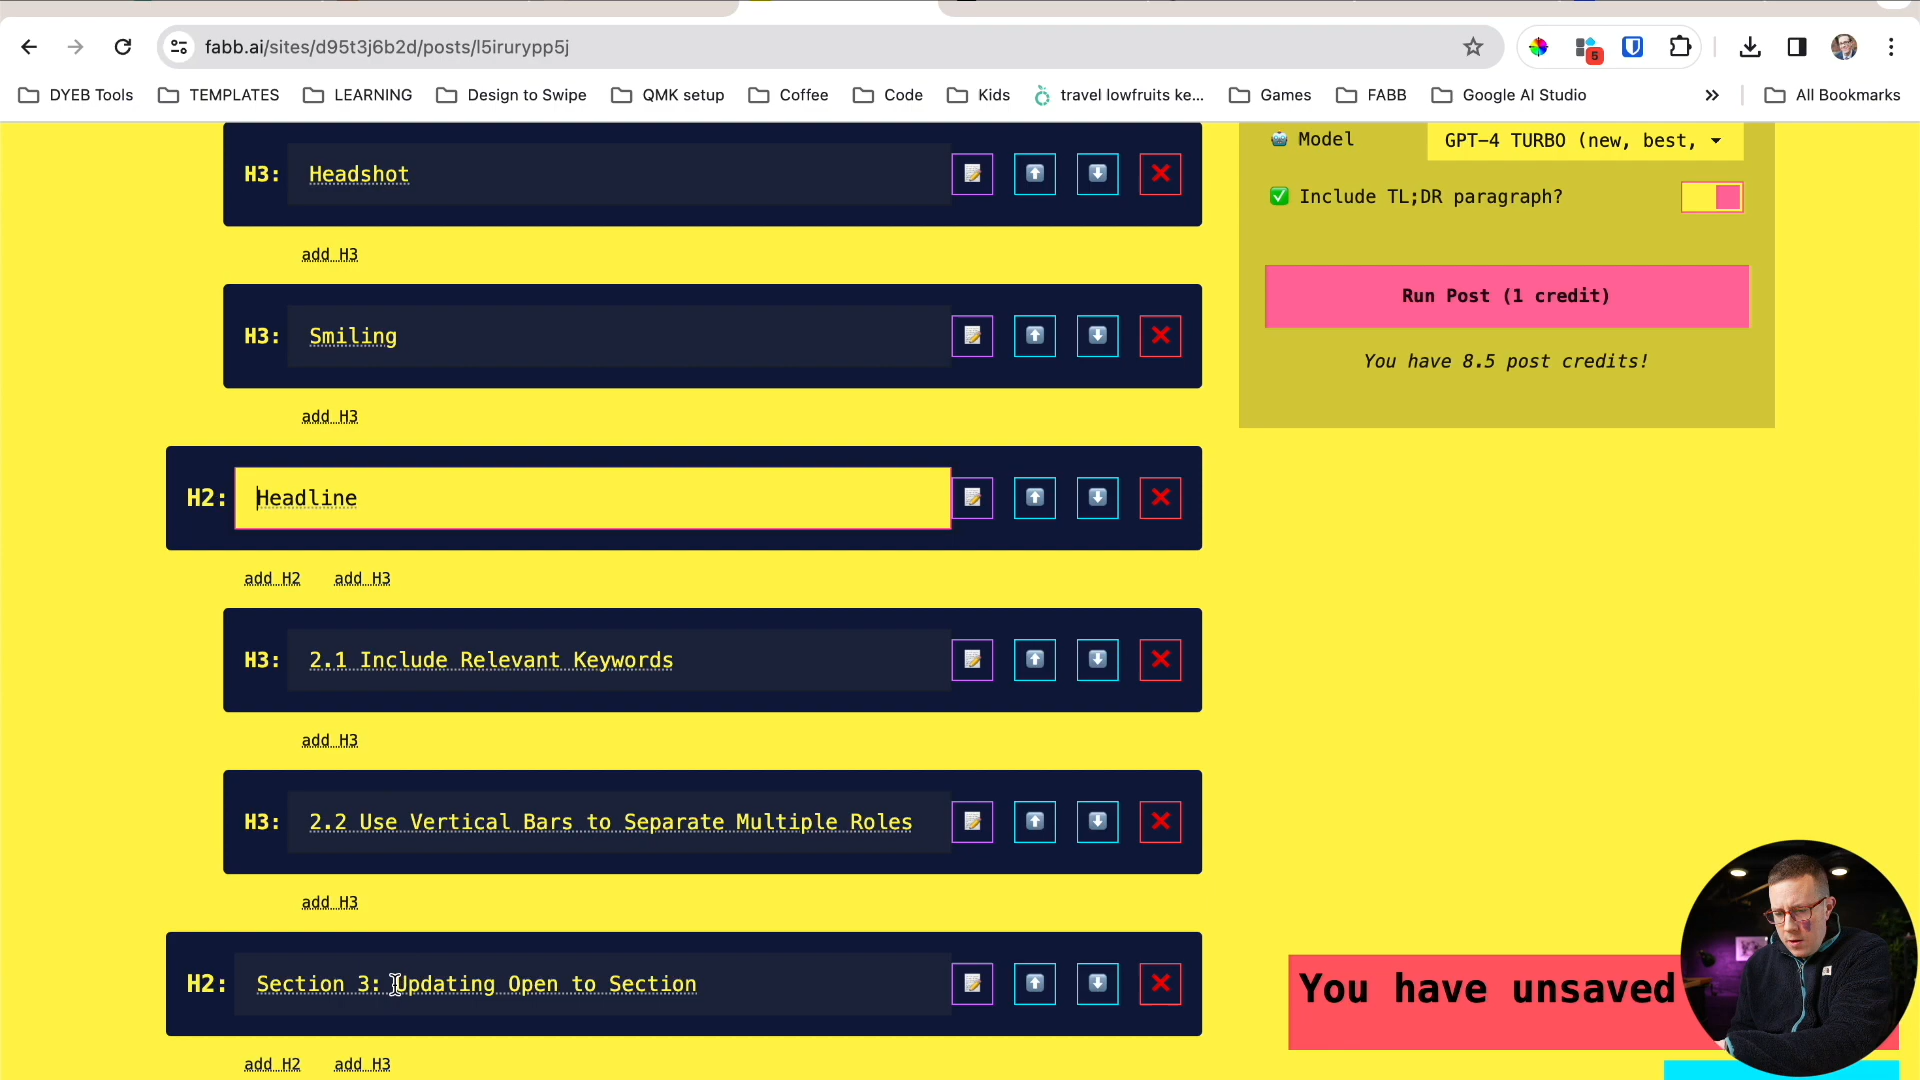 fabb.ai/sites/d95t3j6b2d/posts/l5irurypp5j
5
DYEB Tools
TEMPLATES
LEARNING
Design to Swipe
QMK setup
Coffee
Code
Kids
travel lowfruits ke...
Games
FABB
Google AI Studio
All Bookmarks
H3: Headshot
add H3
H3: Smiling
add H3
H2: Headline
add H2 add H3
H3: 2.1 Include Relevant Keywords
add H3
H3: 2.2 Use Vertical Bars to Separate Multiple Roles
add H3
H2: Section 3: Updating Open to Section
add H2 add H3
Model GPT-4 TURBO (new, best,
Include TL;DR paragraph?
Run Post (1 credit)
You have 8.5 post credits!
You have unsaved